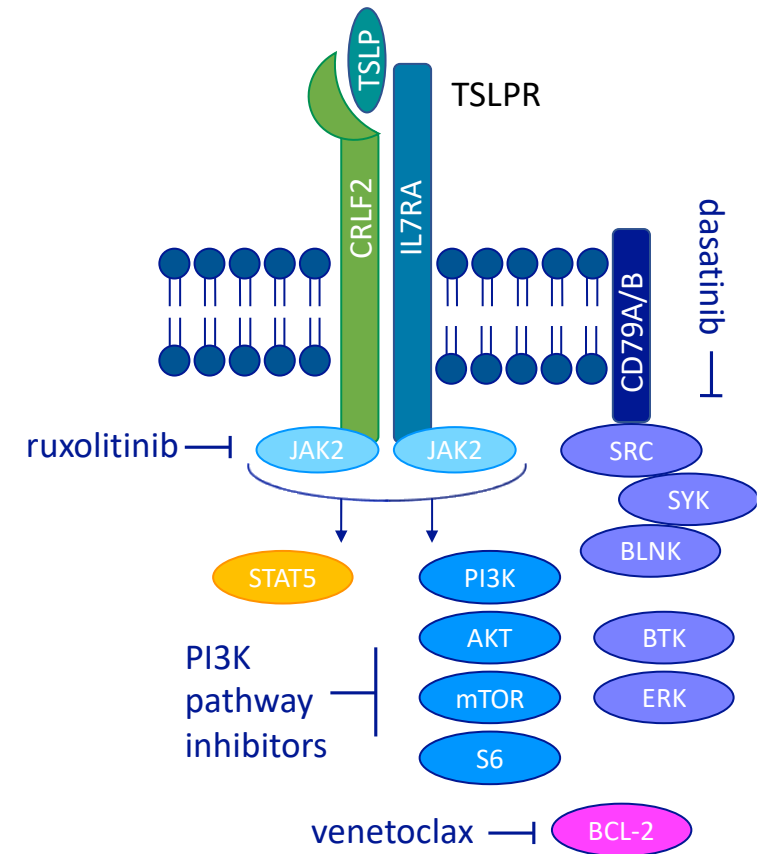 TSLP
TSLPR
CRLF2
IL7RA
dasatinib
CD79A/B
ruxolitinib
JAK2
JAK2
SRC
SYK
BLNK
STAT5
PI3K
AKT
BTK
PI3K
pathway
inhibitors
mTOR
ERK
S6
venetoclax
BCL-2